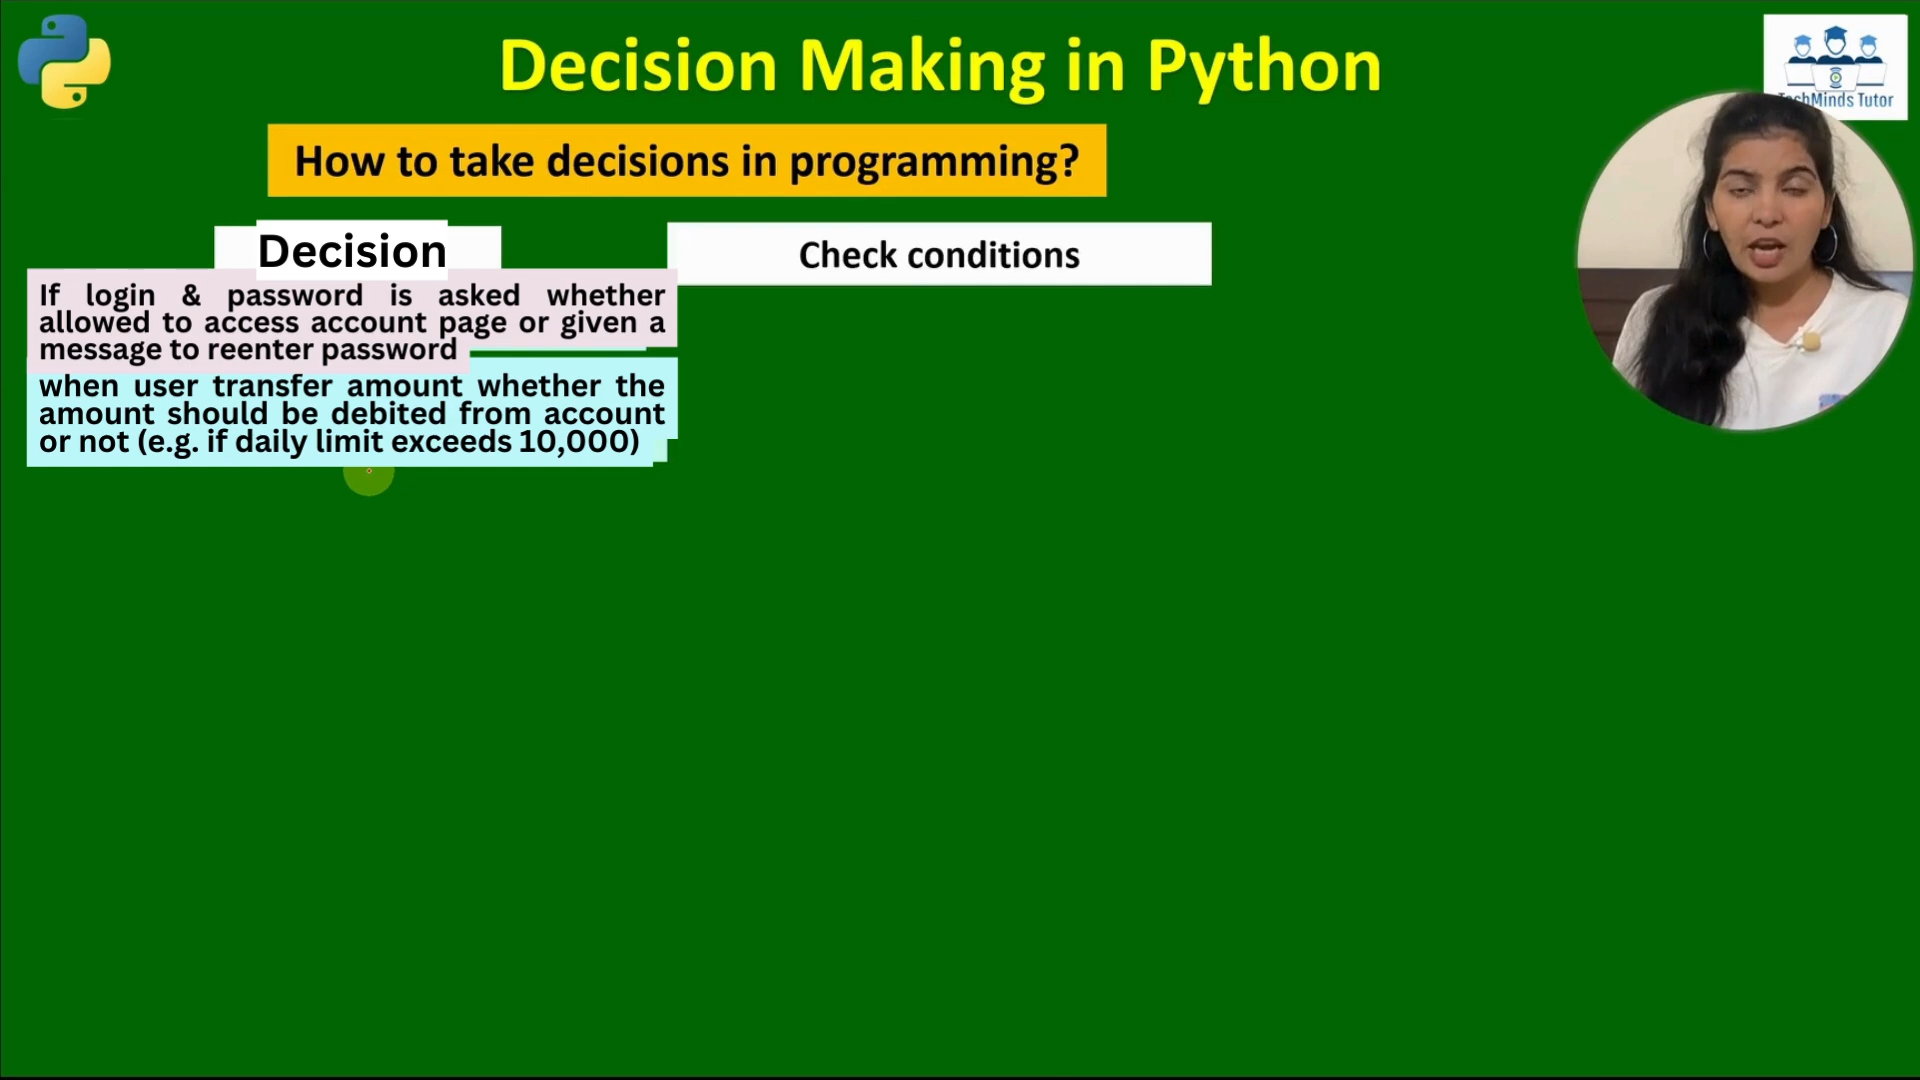 Decision Making in Python
TechMinds Tutor
How to take decisions in programming?
Decision
Check conditions
If login & password is asked whether
allowed to access account page or given a
message to reenter password
when user transfer amount whether the
amount should be debited from account
or not (e.g. if daily limit exceeds 10,000)